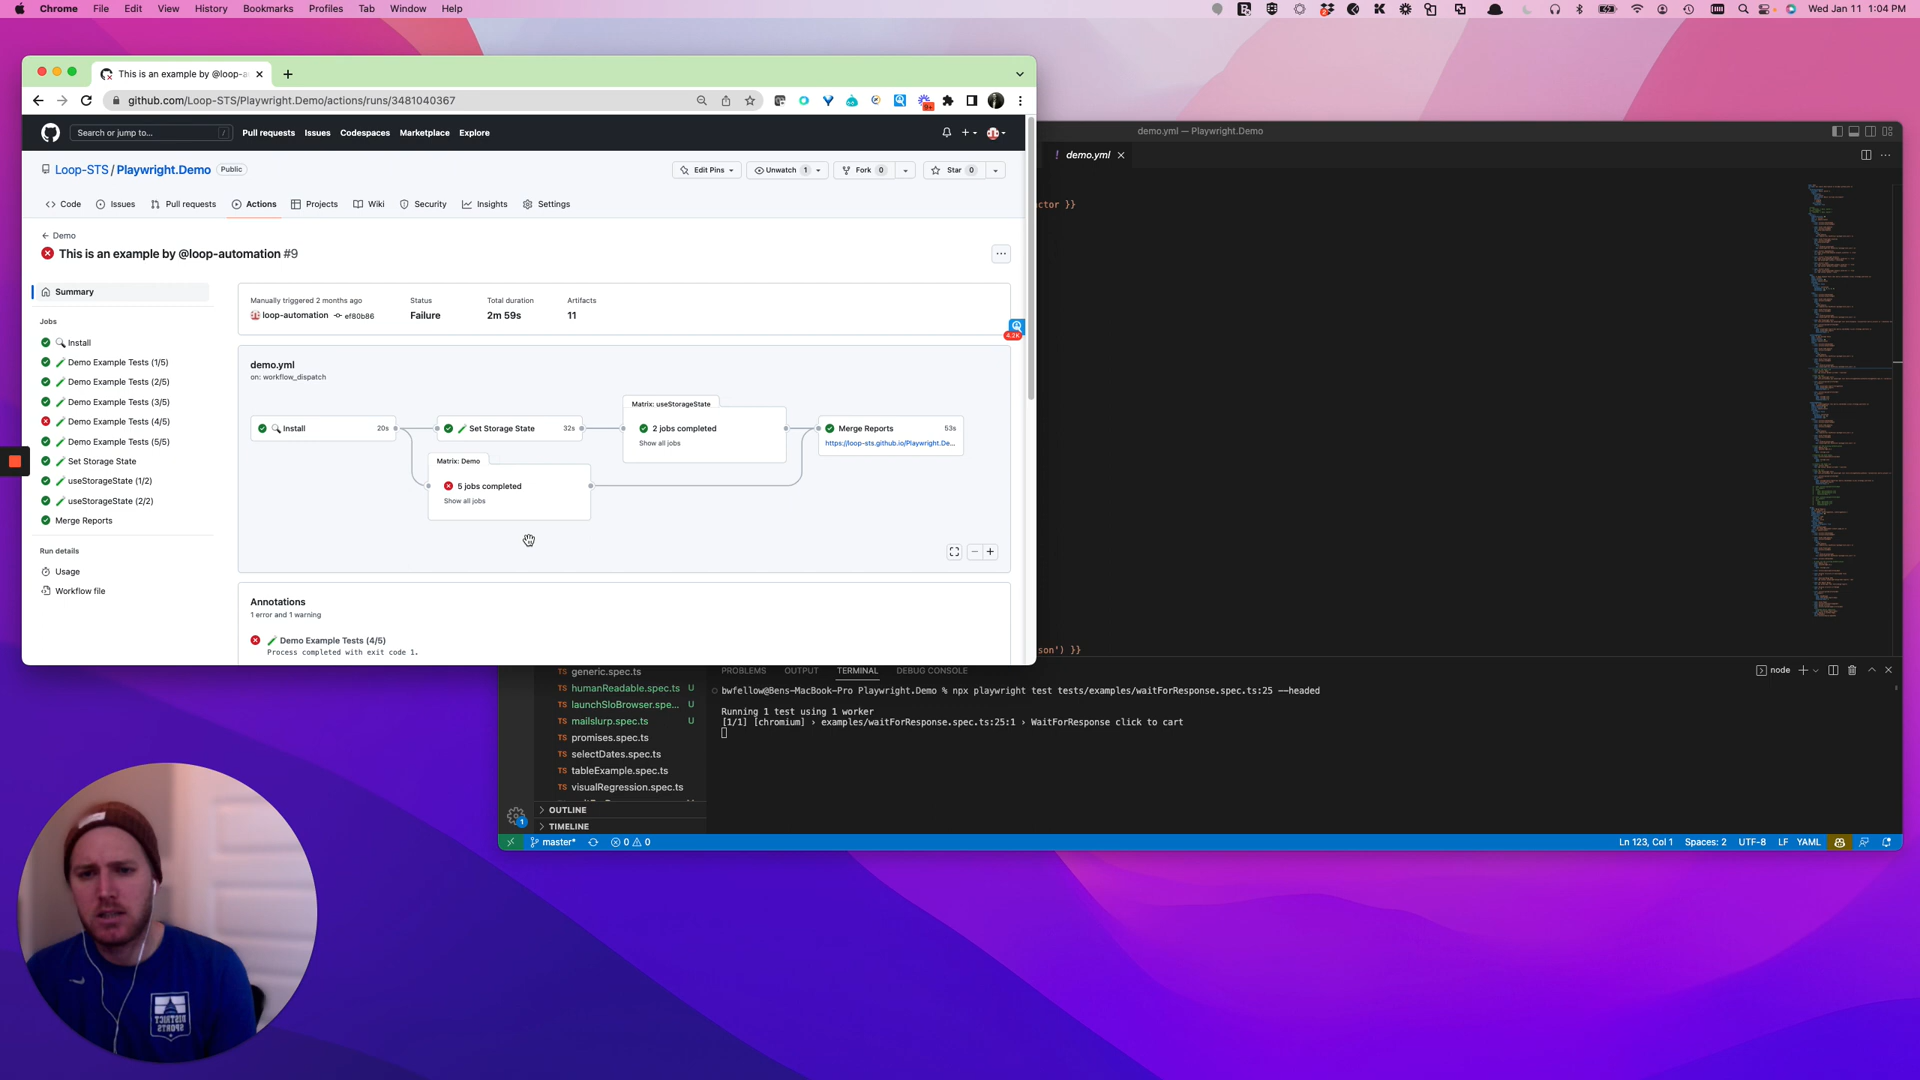 Chrome File Edit View History Bookmarks Profiles Tab Window Help
Wed Jan 11 1:04 PM
This is an example by @loop-a
github.com/Loop-STS/Playwright.Demo/actions/runs/3481040367
9+
Search or jump to... /
Pull requests Issues Codespaces Marketplace Explore
Loop-STS / Playwright.Demo Public
Edit Pins Unwatch 1 Fork 0 Star 0
Code Issues Pull requests Actions Projects Wiki Security Insights Settings
← Demo
This is an example by @loop-automation #9
Summary
Jobs
Install
Demo Example Tests (1/5)
Demo Example Tests (2/5)
Demo Example Tests (3/5)
Demo Example Tests (4/5)
Demo Example Tests (5/5)
Set Storage State
useStorageState (1/2)
useStorageState (2/2)
Merge Reports
Run details
Usage
Workflow file
Manually triggered 2 months ago
loop-automation ef80b86
Status
Failure
Total duration
2m 59s
Artifacts
11
4.2K
demo.yml
on: workflow_dispatch
Install 20s
Set Storage State 32s
Matrix: useStorageState
2 jobs completed
Show all jobs
Merge Reports 53s
https://loop-sts.github.io/Playwright.De...
Matrix: Demo
5 jobs completed
Show all jobs
Annotations
1 error and 1 warning
Demo Example Tests (4/5)
Process completed with exit code 1.
demo.yml — Playwright.Demo
! demo.yml
ctor }}
son') }}
generic.spec.ts
humanReadable.spec.ts U
launchSloBrowser.spe... U
mailslurp.spec.ts U
promises.spec.ts
selectDates.spec.ts
tableExample.spec.ts
visualRegression.spec.ts
OUTLINE
TIMELINE
PROBLEMS OUTPUT TERMINAL DEBUG CONSOLE
node
bwfellow@Bens-MacBook-Pro Playwright.Demo % npx playwright test tests/examples/waitForResponse.spec.ts:25 --headed
Running 1 test using 1 worker
[1/1] [chromium] › examples/waitForResponse.spec.ts:25:1 › WaitForResponse click to cart
1
master* 0 0
Ln 123, Col 1 Spaces: 2 UTF-8 LF YAML
DISTRICT
SPORTS